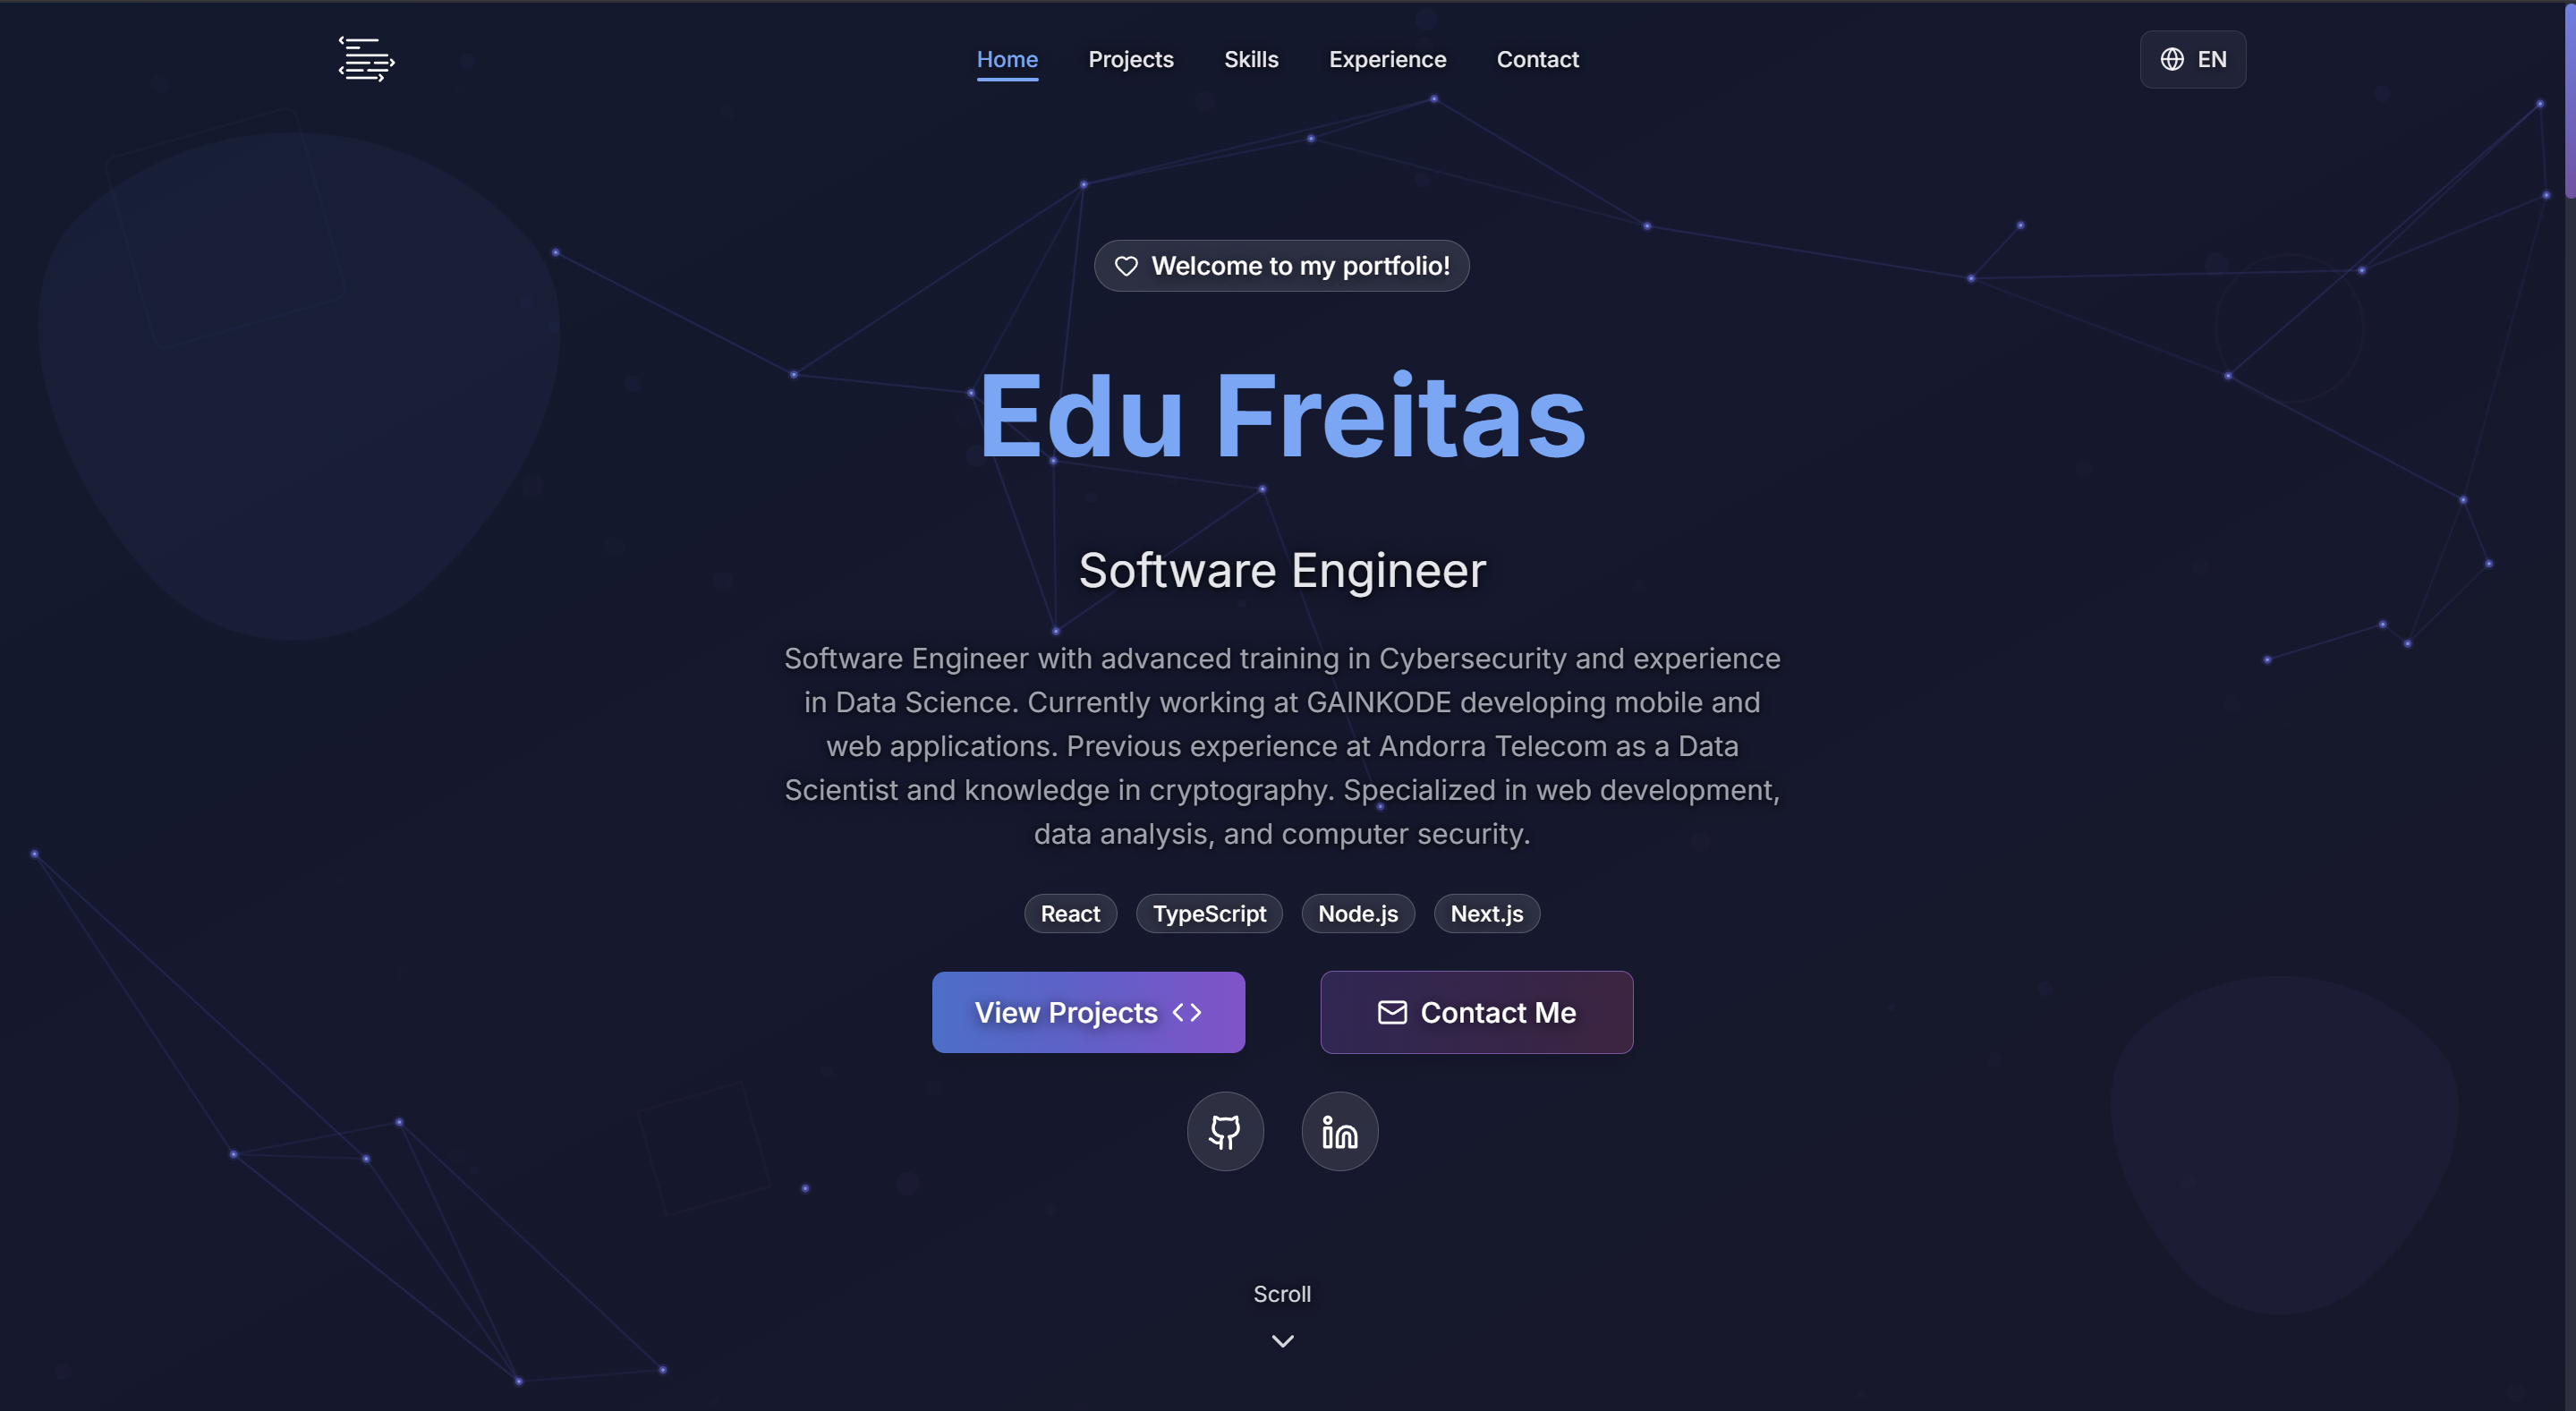 Home Projects Skills Experience Contact EN
Welcome to my portfolio!
Edu Freitas
Software Engineer
Software Engineer with advanced training in Cybersecurity and experience
in Data Science. Currently working at GAINKODE developing mobile and
web applications. Previous experience at Andorra Telecom as a Data
Scientist and knowledge in cryptography. Specialized in web development,
data analysis, and computer security.
React TypeScript Node.js Next.js
View Projects Contact Me
Scroll